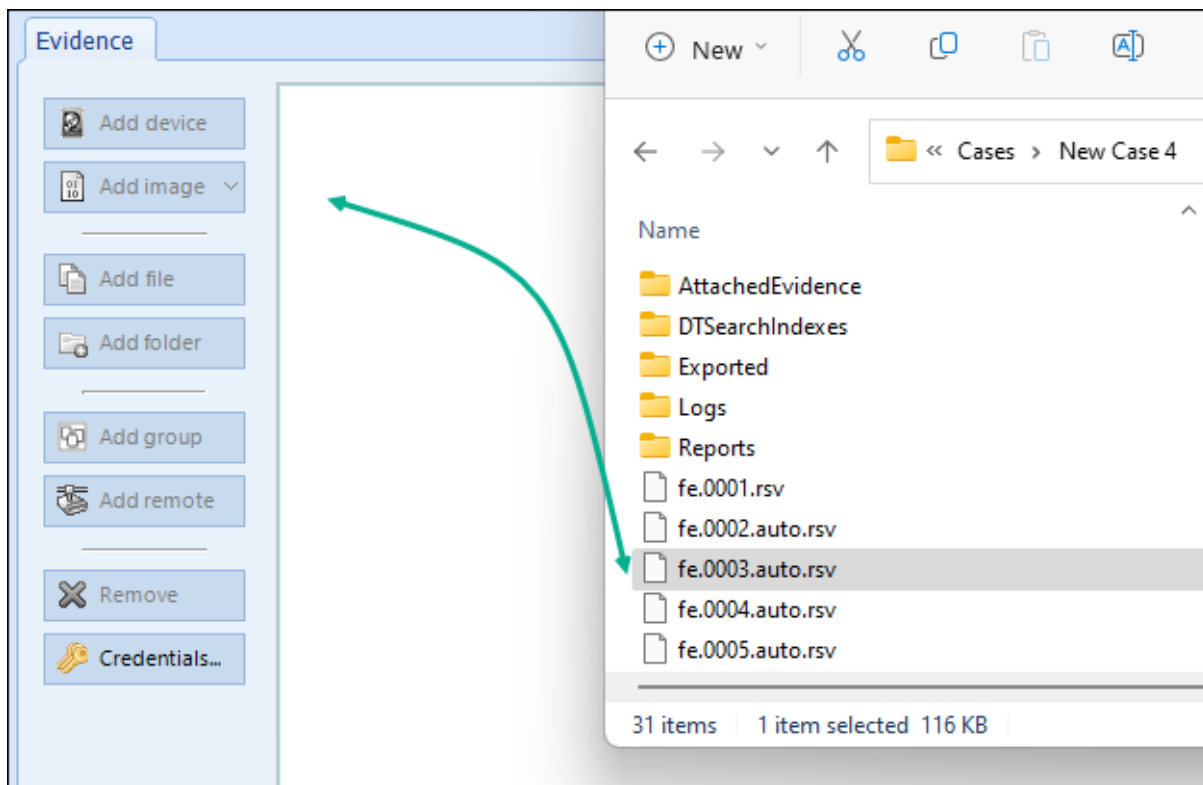 Evidence
Add device
Add image
Add file
Add folder
Add group
Add remote
Remove
Credentials...
New
« Cases › New Case 4
Name
AttachedEvidence
DTSearchIndexes
Exported
Logs
Reports
fe.0001.rsv
fe.0002.auto.rsv
fe.0003.auto.rsv
fe.0004.auto.rsv
fe.0005.auto.rsv
31 items 1 item selected 116 KB